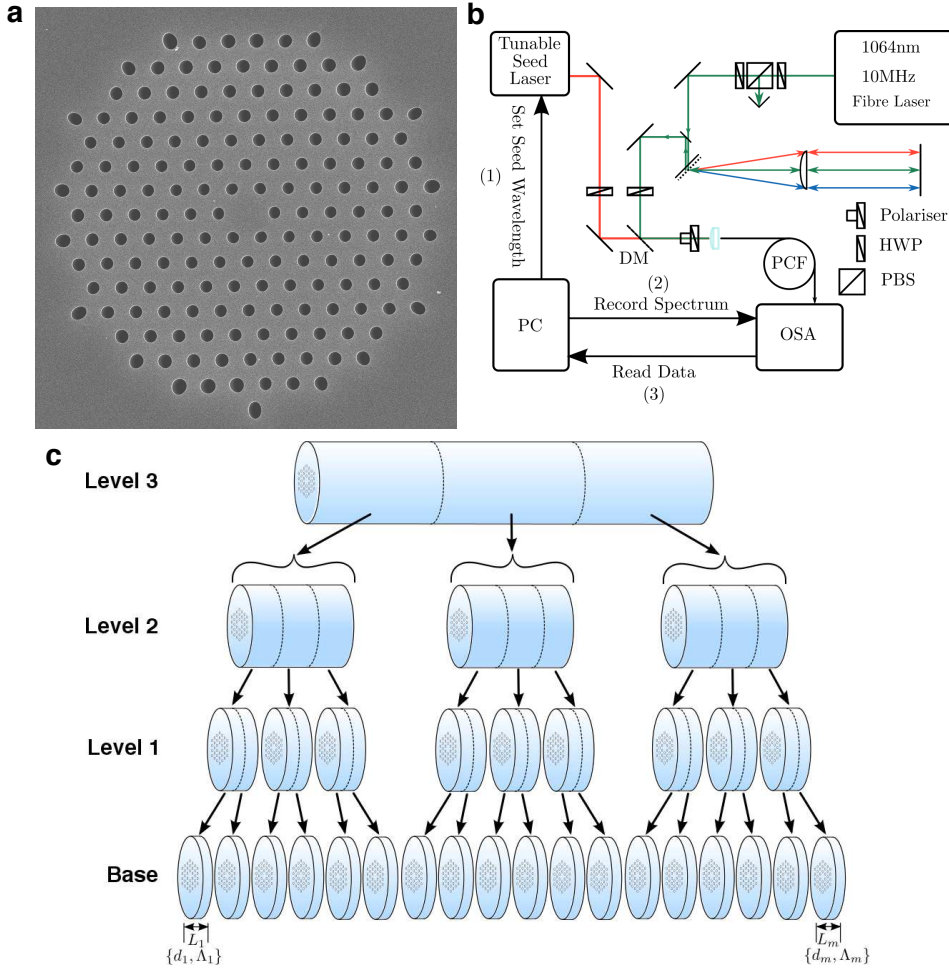 a
b
Tunable
Seed
Laser
1064nm
10MHz
Fibre Laser
Set Seed Wavelength
(1)
Polariser
HWP
PBS
DM
PCF
(2)
Record Spectrum
PC
OSA
Read Data
(3)
c
Level 3
Level 2
Level 1
Base
L₁
{d₁, Λ₁}
Lₘ
{dₘ, Λₘ}